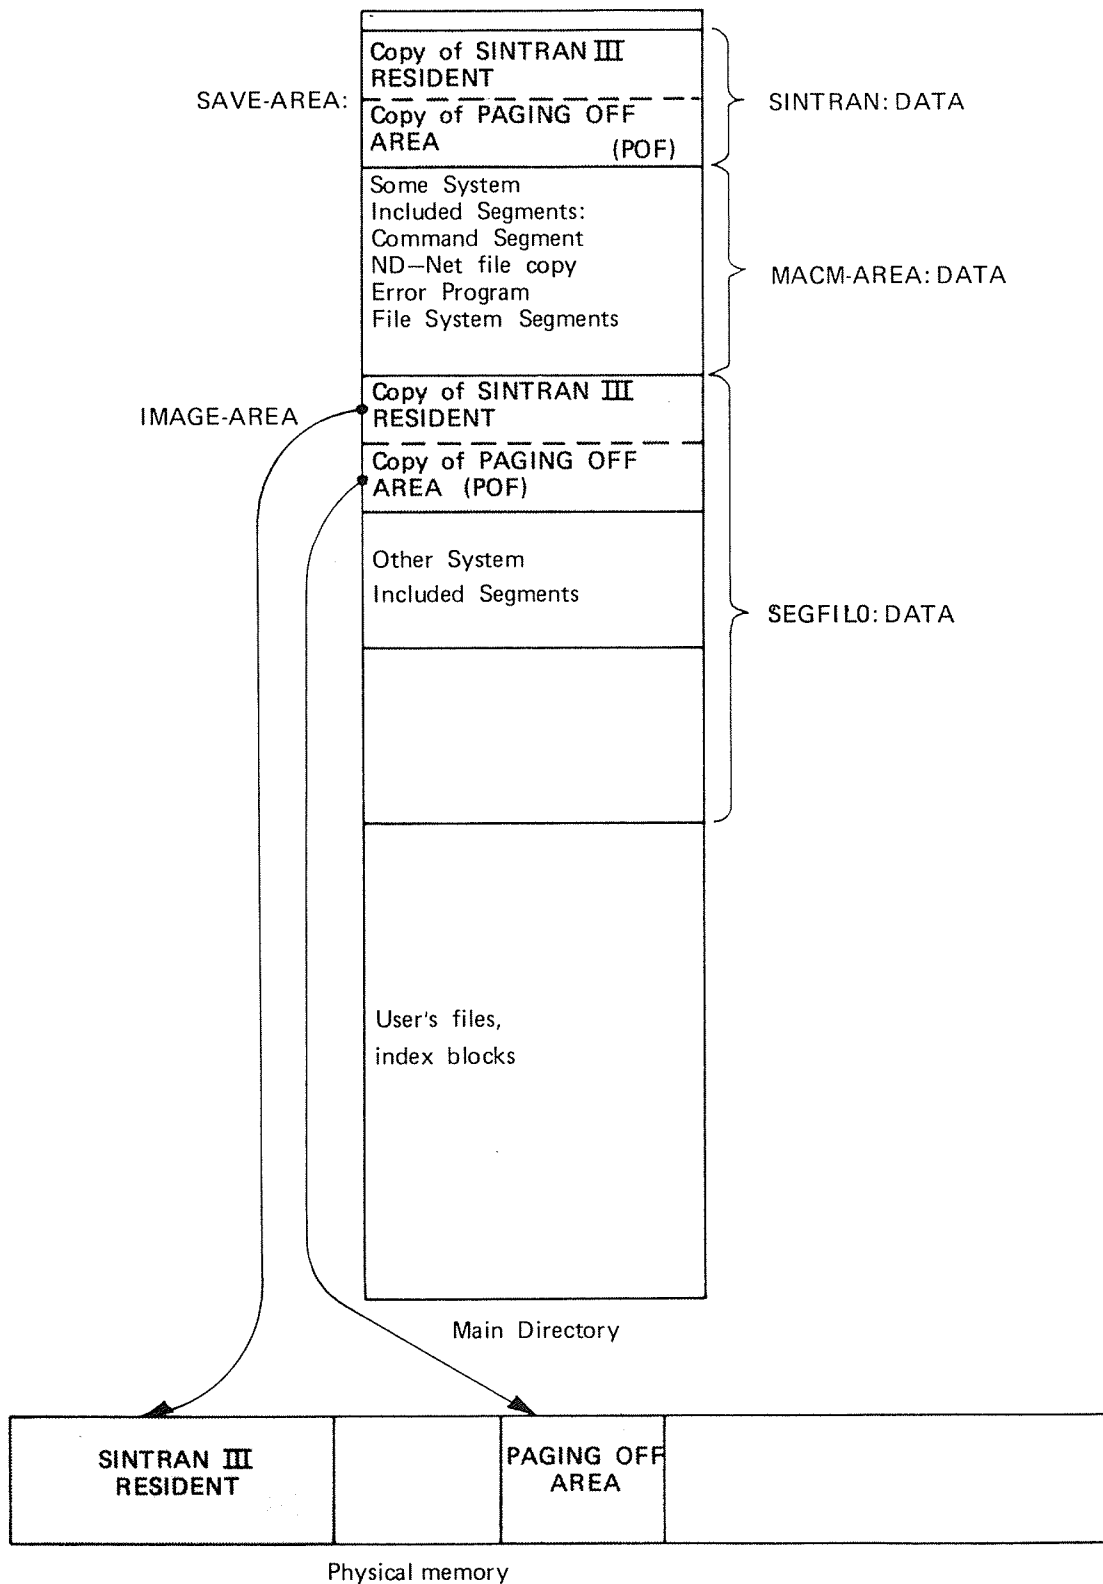 Copy of SINTRAN III
RESIDENT
SAVE-AREA:
SINTRAN: DATA
Copy of PAGING OFF
AREA
(POF)
Some System
Included Segments:
Command Segment
ND-Net file copy
Error Program
File System Segments
MACM-AREA: DATA
Copy of SINTRAN III
RESIDENT
IMAGE-AREA
Copy of PAGING OFF
AREA (POF)
Other System
Included Segments
SEGFIL0: DATA
User's files,
index blocks
Main Directory
SINTRAN III
RESIDENT
PAGING OFF
AREA
Physical memory